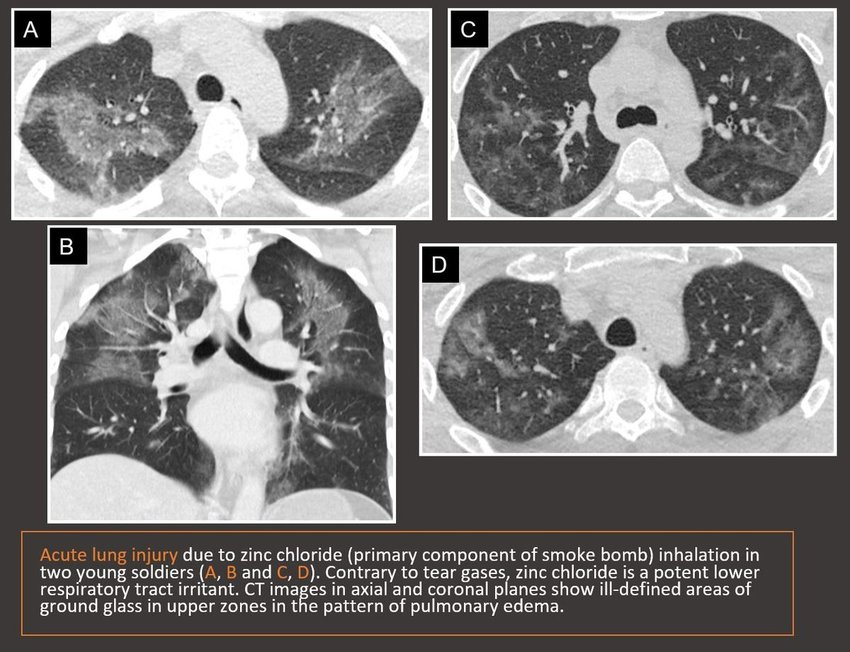 A
C
B
D
Acute lung injury due to zinc chloride (primary component of smoke bomb) inhalation in
two young soldiers (A, B and C, D). Contrary to tear gases, zinc chloride is a potent lower
respiratory tract irritant. CT images in axial and coronal planes show ill-defined areas of
ground glass in upper zones in the pattern of pulmonary edema.